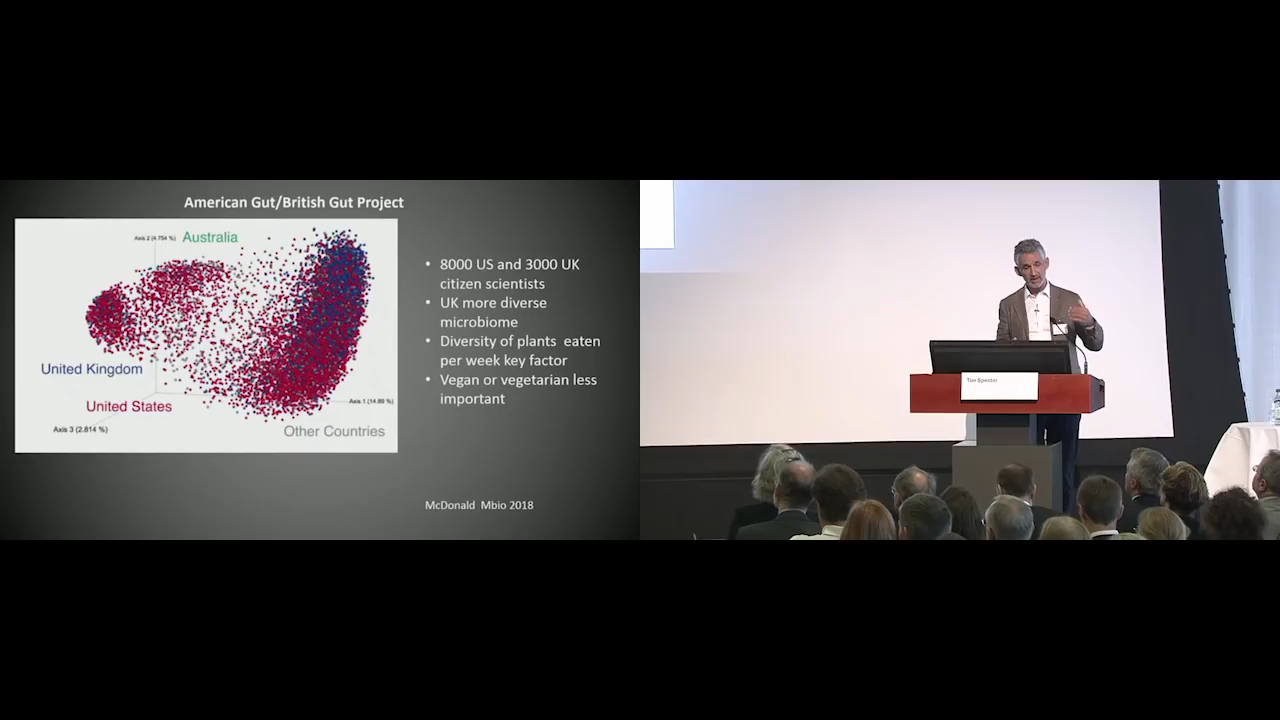 American Gut/British Gut Project
Axis 2 (4.754 %)
Australia
United Kingdom
United States
Axis 1 (14.89 %)
Axis 3 (2.814 %)
Other Countries
• 8000 US and 3000 UK
citizen scientists
• UK more diverse
microbiome
• Diversity of plants eaten
per week key factor
• Vegan or vegetarian less
important
McDonald Mbio 2018
Tim Spector